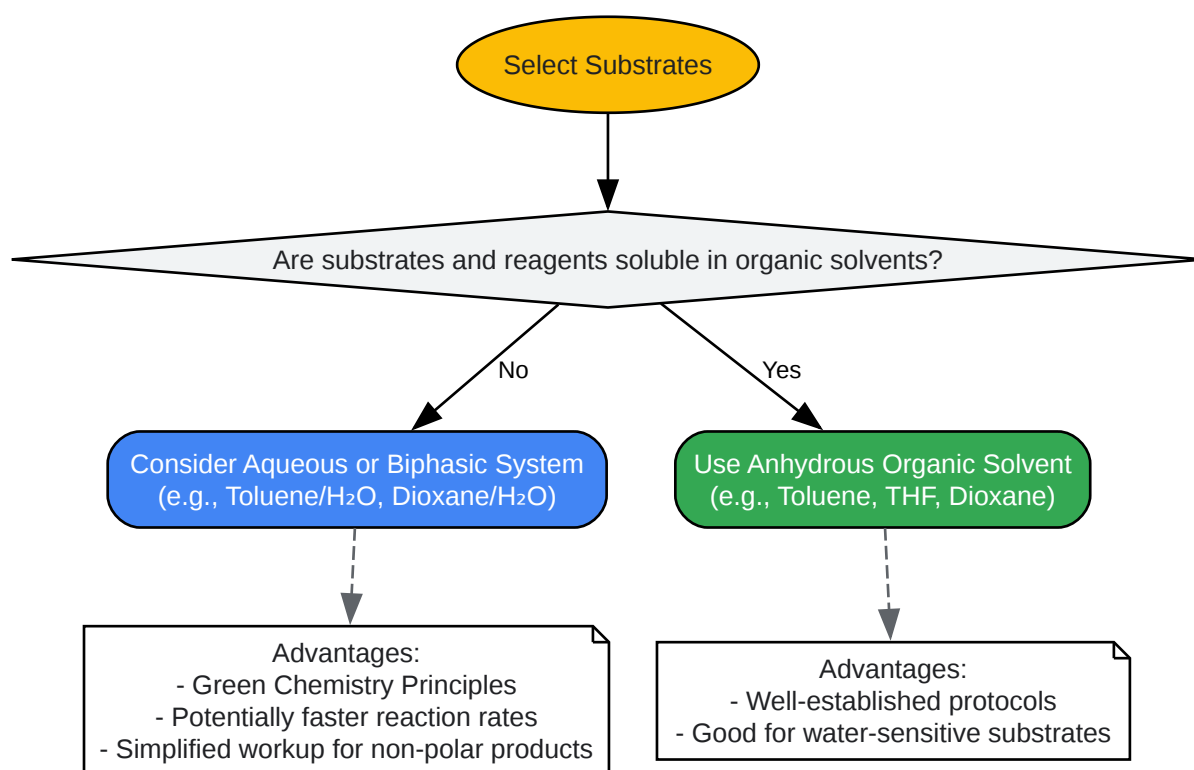 Select Substrates
Are substrates and reagents soluble in organic solvents?
No
Yes
Consider Aqueous or Biphasic System
(e.g., Toluene/H₂O, Dioxane/H₂O)
Use Anhydrous Organic Solvent
(e.g., Toluene, THF, Dioxane)
Advantages:
- Green Chemistry Principles
- Potentially faster reaction rates
- Simplified workup for non-polar products
Advantages:
- Well-established protocols
- Good for water-sensitive substrates